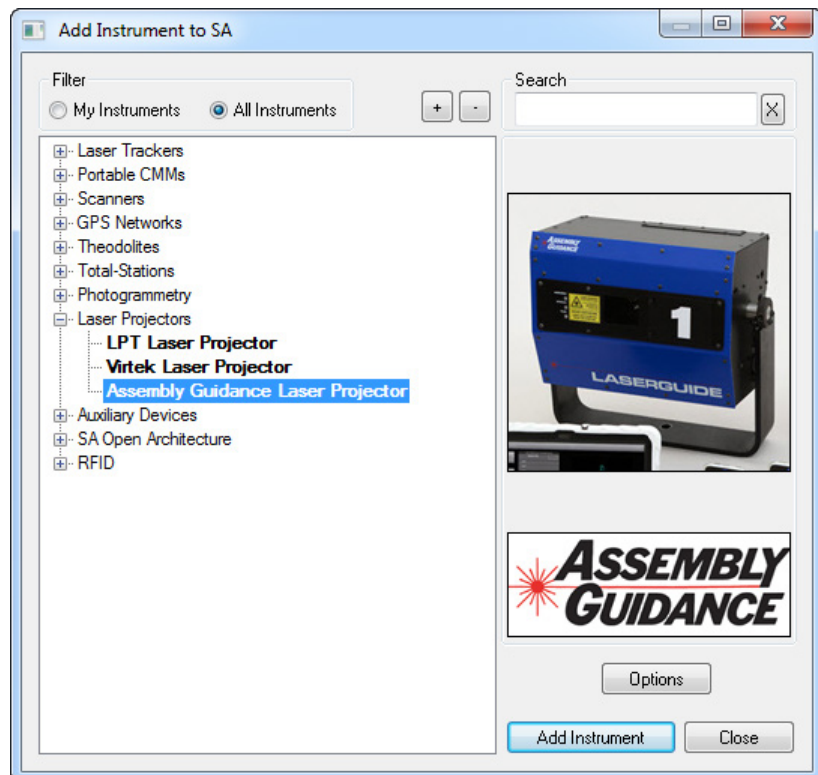 Add Instrument to SA
Filter
My Instruments
All Instruments
+
-
Search
X
Laser Trackers
Portable CMMs
Scanners
GPS Networks
Theodolites
Total-Stations
Photogrammetry
Laser Projectors
LPT Laser Projector
Virtek Laser Projector
Assembly Guidance Laser Projector
Auxiliary Devices
SA Open Architecture
RFID
ASSEMBLY
GUIDANCE
1
LASERGUIDE
ASSEMBLY
GUIDANCE
Options
Add Instrument
Close